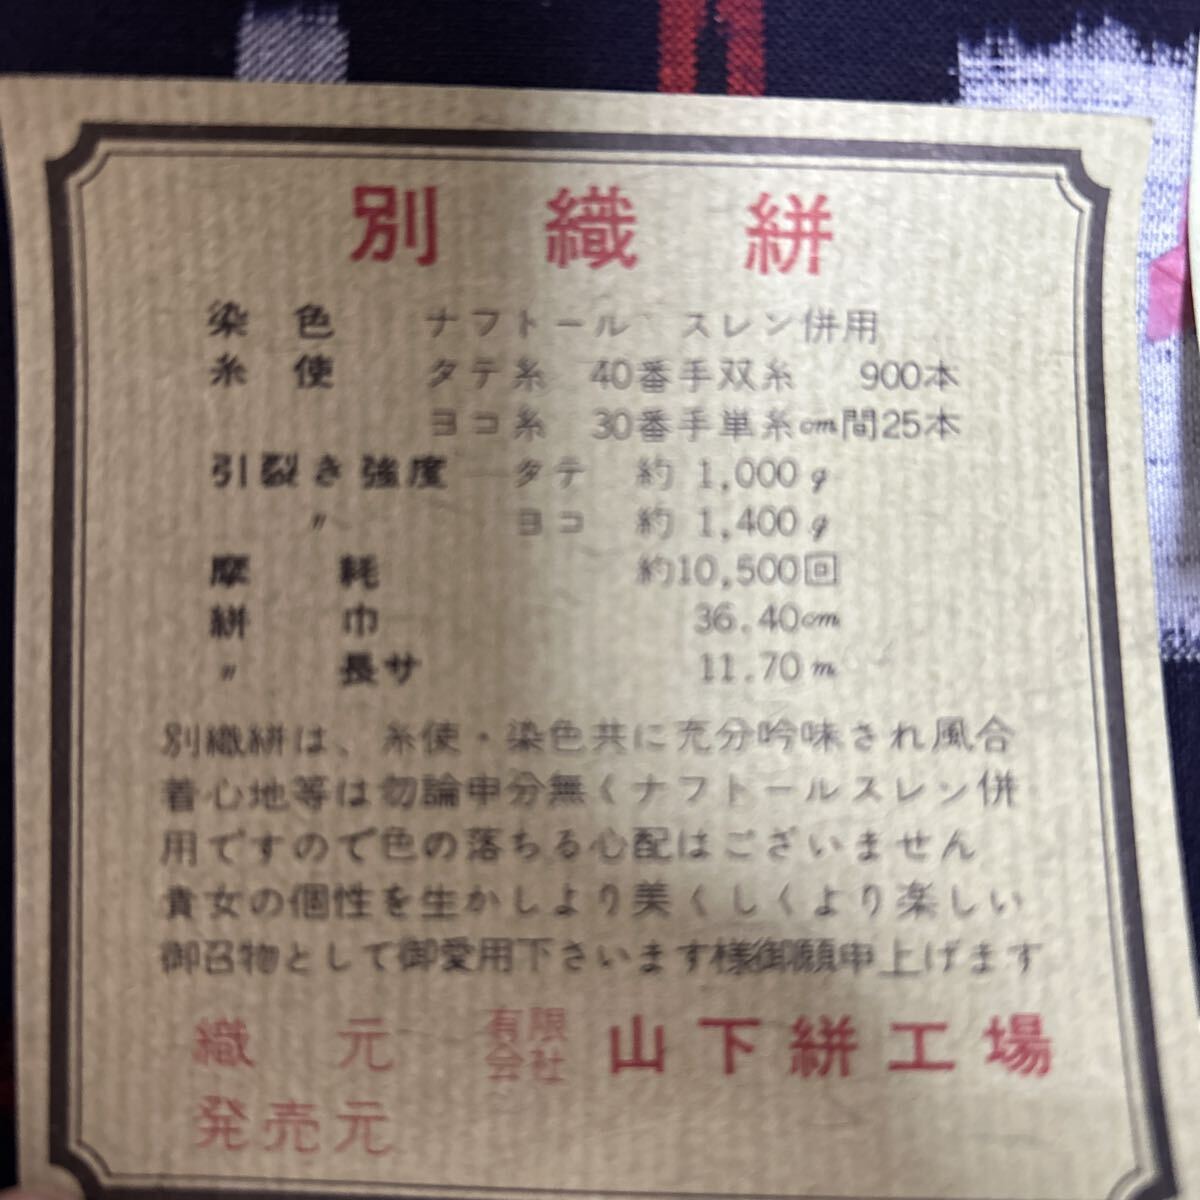 別織絣
染色 ナフトール スレン併用
糸使 タテ糸 40番手双糸 900本
ヨコ糸 30番手単糸cm間25本
引裂き強度 タテ 約 1,000g
〃 ヨコ 約 1,400g
摩耗 約10,500回
絣巾 36.40cm
〃 長サ 11.70m
別織絣は、糸使・染色共に充分吟味され風合
着心地等は勿論申分無くナフトールスレン併
用ですので色の落ちる心配はございません
貴女の個性を生かしより美くしくより楽しい
御召物として御愛用下さいます様御願申上げます
織元 有限会社 山下絣工場
発売元